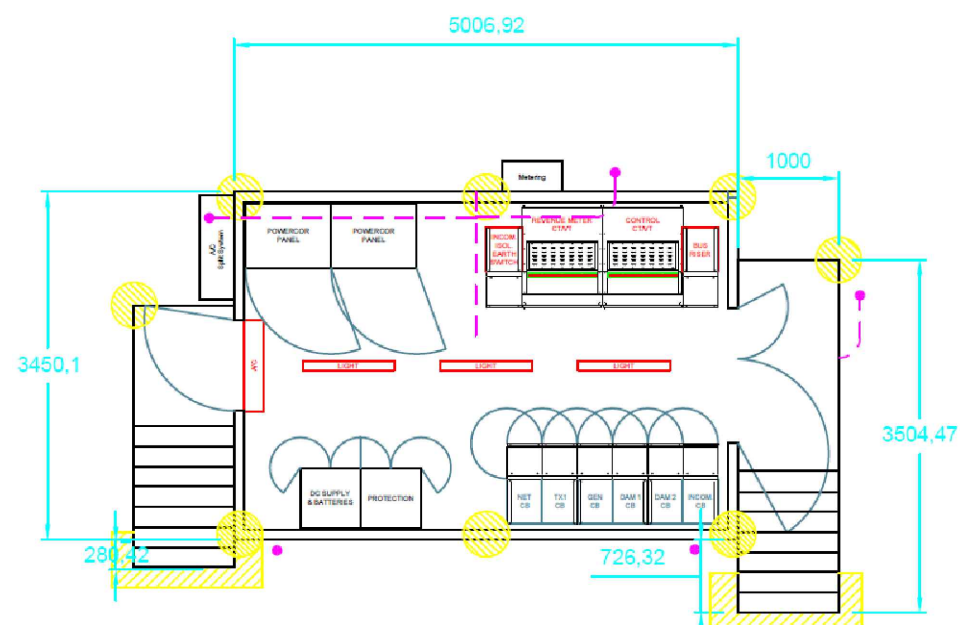 5006,92
1000
Metering
A/C
Split System
POWERCOR
PANEL
POWERCOR
PANEL
REVENUE METER
CT/VT
CONTROL
CT/VT
INCOM.
ISOL.
EARTH
SWITCH
BUS
RISER
3450,1
A/C
LIGHT
LIGHT
LIGHT
3504,47
DC SUPPLY
& BATTERIES
PROTECTION
NET
CB
TX1
CB
GEN
CB
DAM 1
CB
DAM 2
CB
INCOM.
CB
280,42
726,32